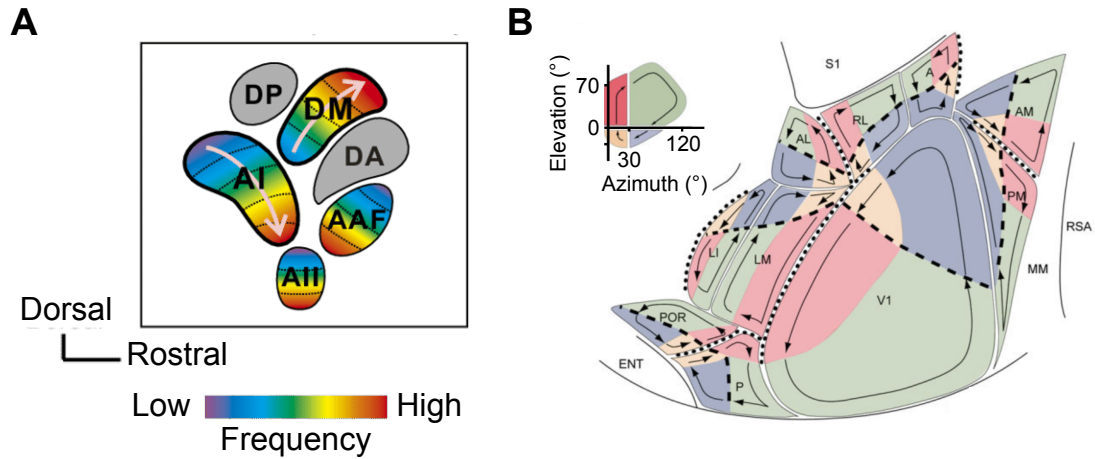 A
DP
DM
DA
AI
AAF
AII
Dorsal
Rostral
Low High
Frequency
B
Elevation (°)
70
0
30
120
Azimuth (°)
S1
A
AM
RL
AL
PM
RSA
LI
LM
MM
V1
POR
ENT
P